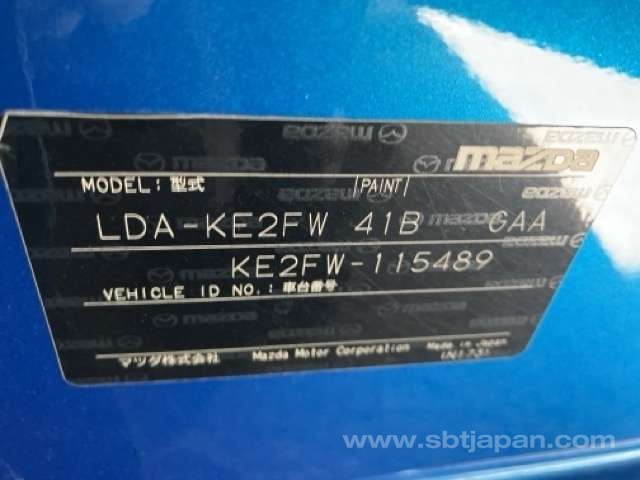 mazda
MODEL: 型式 PAINT
LDA-KE2FW 41B GAA
KE2FW-115489
VEHICLE ID NO.: 車台番号
マツダ株式会社 Mazda Motor Corporation Made in Japan
www.sbtjapan.com